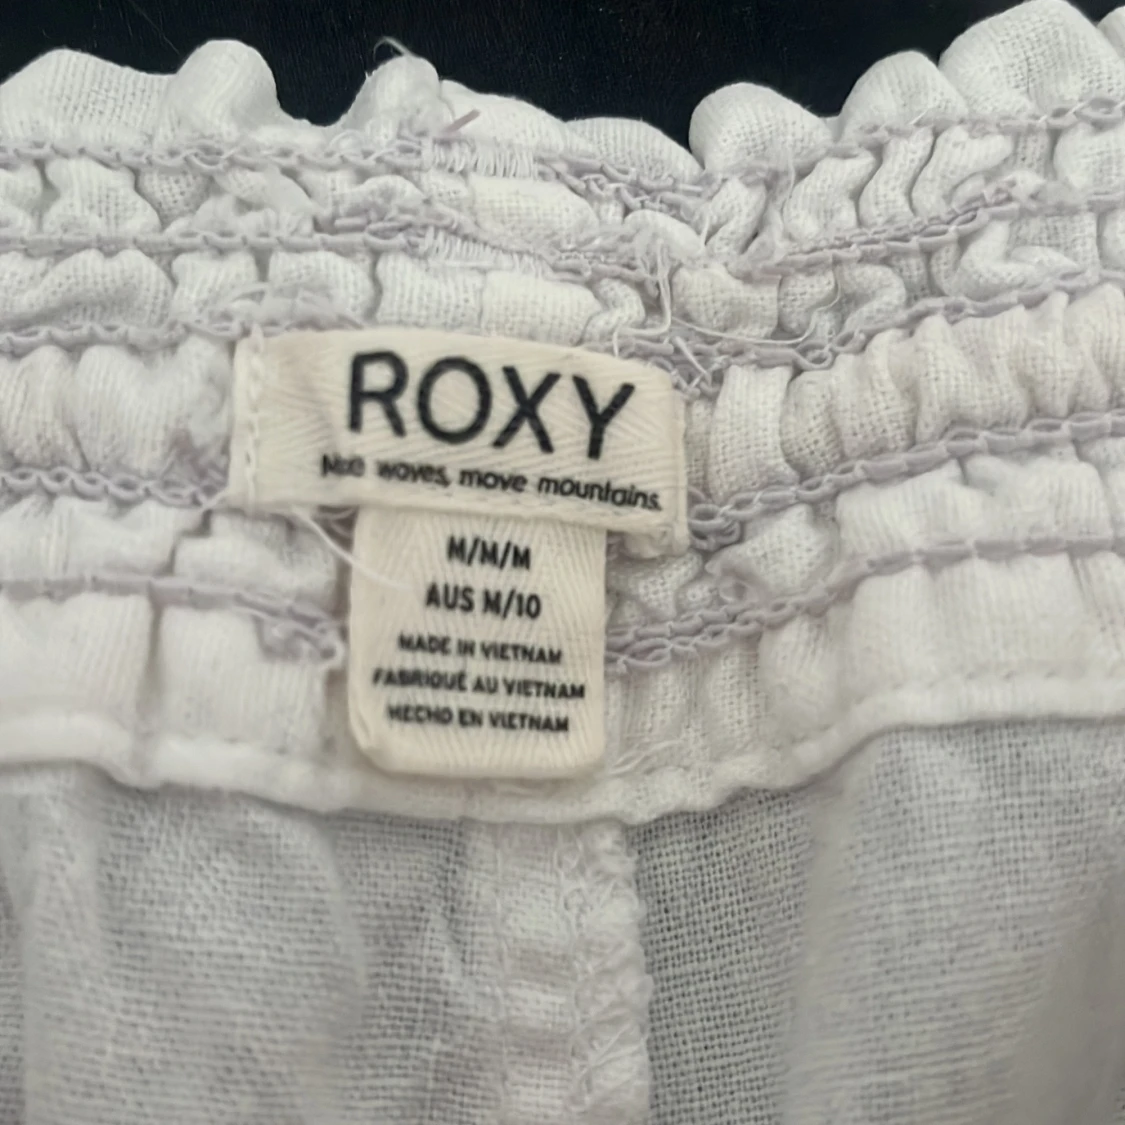 ROXY
waves, move mountains.
M/M/M
AUS M/10
MADE IN VIETNAM
FABRIQUÉ AU VIETNAM
HECHO EN VIETNAM